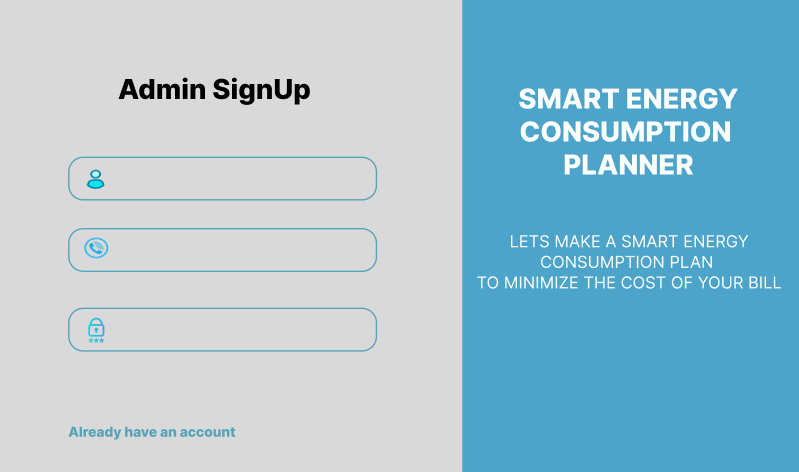 Admin SignUp
Already have an account
SMART ENERGY
CONSUMPTION
PLANNER
LETS MAKE A SMART ENERGY
CONSUMPTION PLAN
TO MINIMIZE THE COST OF YOUR BILL